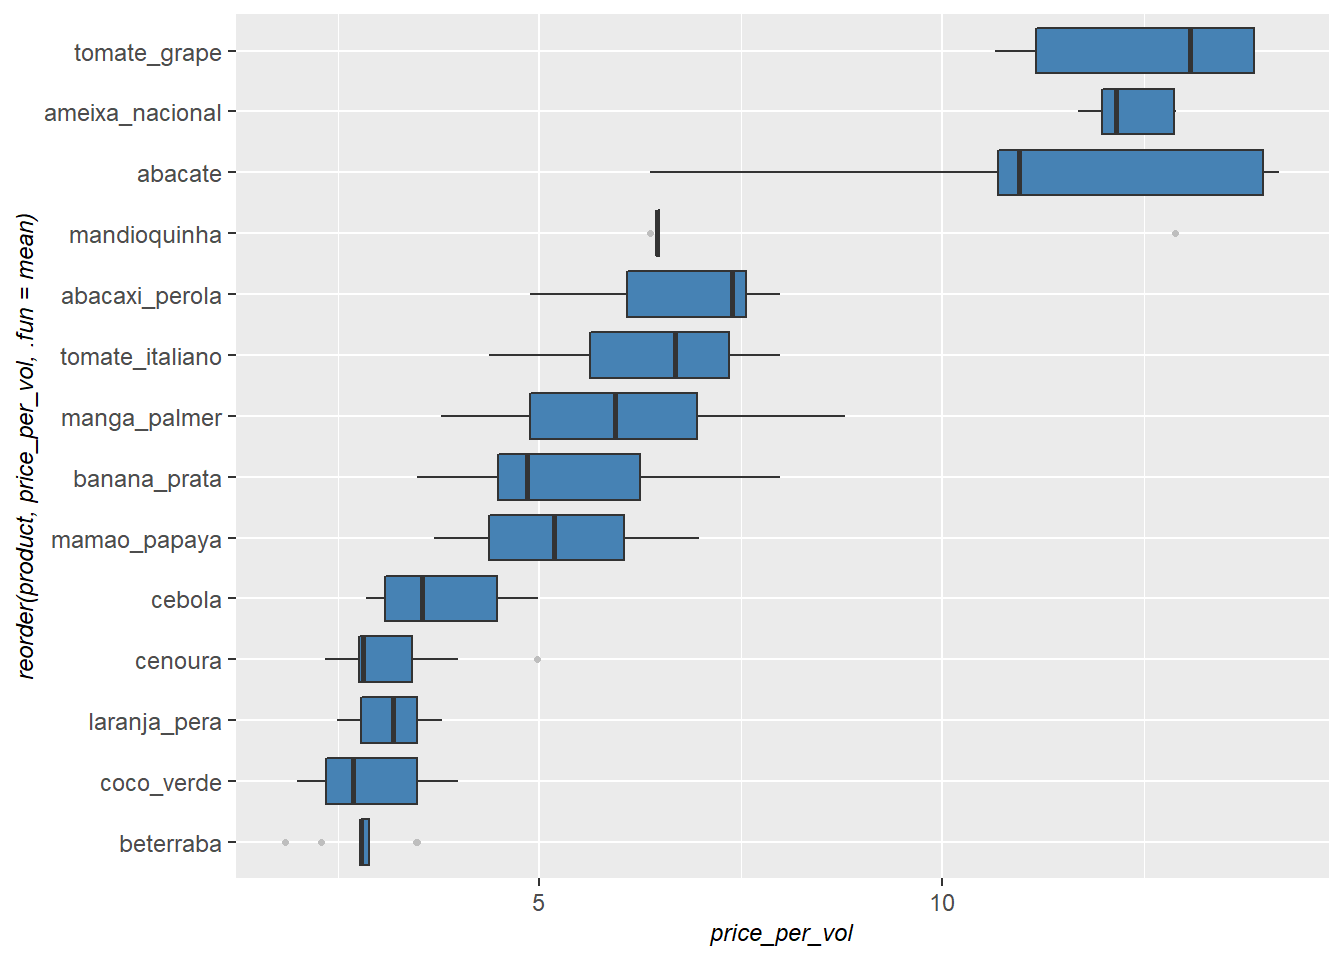 reorder(product, price_per_vol, .fun = mean)
tomate_grape
ameixa_nacional
abacate
mandioquinha
abacaxi_perola
tomate_italiano
manga_palmer
banana_prata
mamao_papaya
cebola
cenoura
laranja_pera
coco_verde
beterraba
5 10
price_per_vol